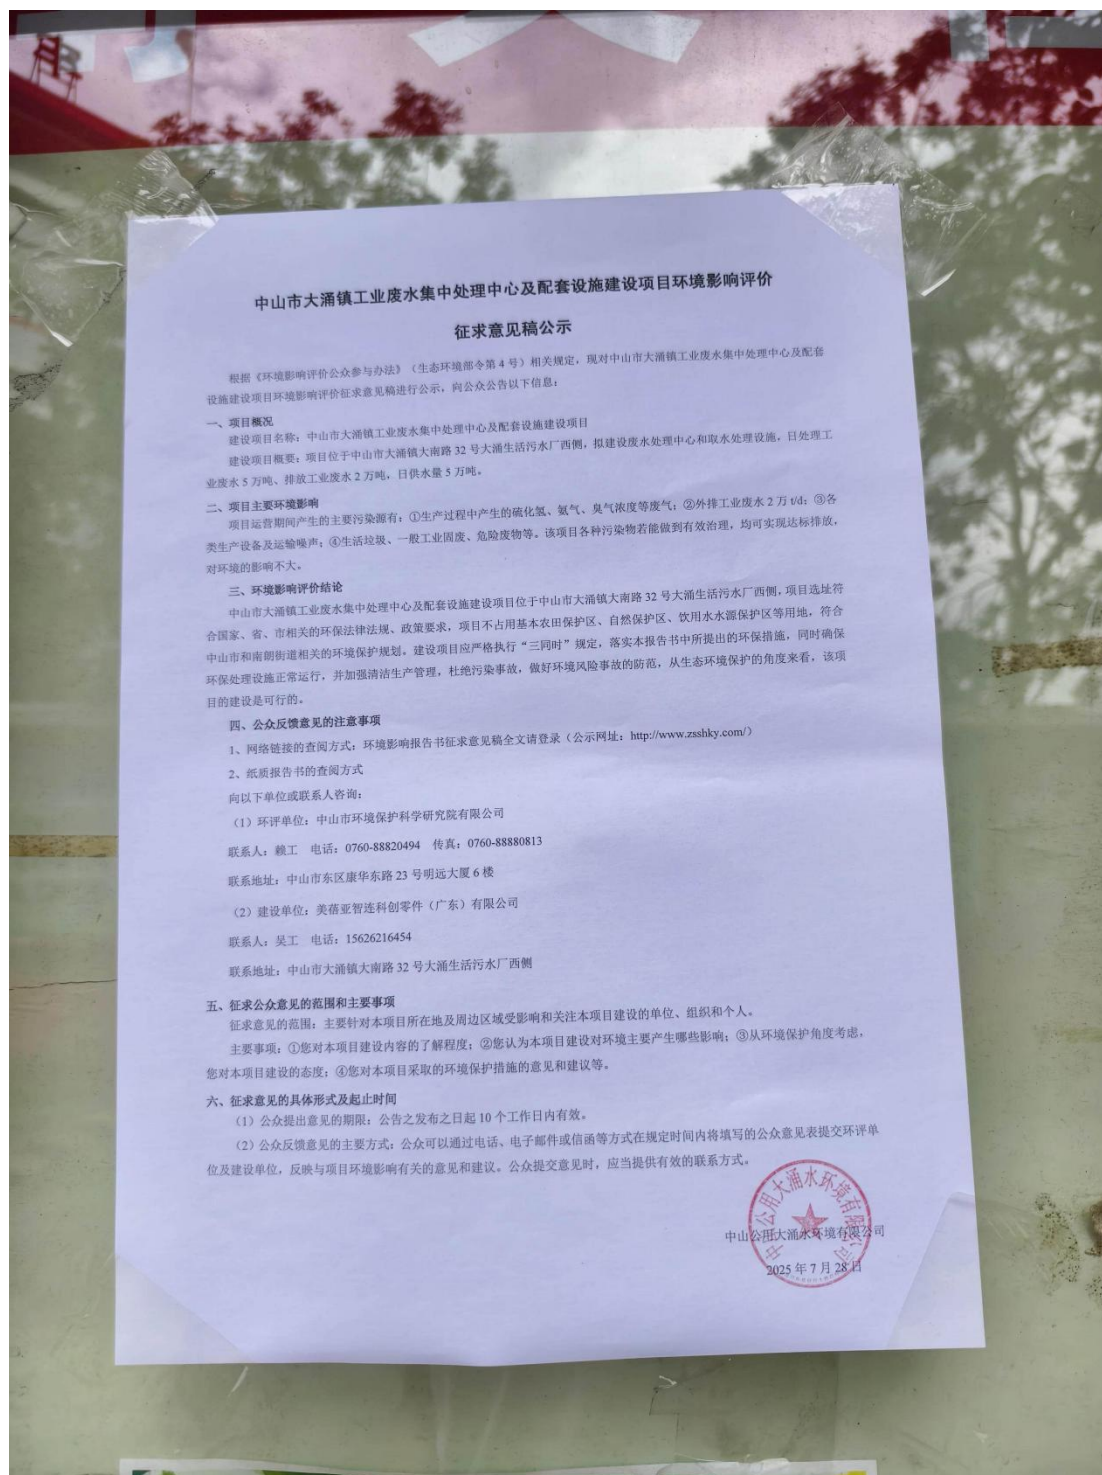 中山市大涌镇工业废水集中处理中心及配套设施建设项目环境影响评价
征求意见稿公示
根据《环境影响评价公众参与办法》（生态环境部令第 4 号）相关规定，现对中山市大涌镇工业废水集中处理中心及配套
设施建设项目环境影响评价征求意见稿进行公示，向公众公告以下信息：
一、项目概况
建设项目名称：中山市大涌镇工业废水集中处理中心及配套设施建设项目
建设项目概要：项目位于中山市大涌镇大南路 32 号大涌生活污水厂西侧，拟建设废水处理中心和取水处理设施，日处理工
业废水 5 万吨、排放工业废水 2 万吨，日供水量 5 万吨。
二、项目主要环境影响
项目运营期间产生的主要污染源有：①生产过程中产生的硫化氢、氨气、臭气浓度等废气；②外排工业废水 2 万 t/d；③各
类生产设备及运输噪声；④生活垃圾、一般工业固废、危险废物等。该项目各种污染物若能做到有效治理，均可实现达标排放，
对环境的影响不大。
三、环境影响评价结论
中山市大涌镇工业废水集中处理中心及配套设施建设项目位于中山市大涌镇大南路 32 号大涌生活污水厂西侧，项目选址符
合国家、省、市相关的环保法律法规、政策要求，项目不占用基本农田保护区、自然保护区、饮用水水源保护区等用地，符合
中山市和南朗街道相关的环境保护规划。建设项目应严格执行“三同时”规定，落实本报告书中所提出的环保措施，同时确保
环保处理设施正常运行，并加强清洁生产管理，杜绝污染事故，做好环境风险事故的防范，从生态环境保护的角度来看，该项
目的建设是可行的。
四、公众反馈意见的注意事项
1、网络链接的查阅方式：环境影响报告书征求意见稿全文请登录（公示网址：http://www.zsshky.com/）
2、纸质报告书的查阅方式
向以下单位或联系人咨询：
（1）环评单位：中山市环境保护科学研究院有限公司
联系人：赖工　电话：0760-88820494　传真：0760-88880813
联系地址：中山市东区康华东路 23 号明远大厦 6 楼
（2）建设单位：美蓓亚智连科创零件（广东）有限公司
联系人：吴工　电话：15626216454
联系地址：中山市大涌镇大南路 32 号大涌生活污水厂西侧
五、征求公众意见的范围和主要事项
征求意见的范围：主要针对本项目所在地及周边区域受影响和关注本项目建设的单位、组织和个人。
主要事项：①您对本项目建设内容的了解程度；②您认为本项目建设对环境主要产生哪些影响；③从环境保护角度考虑，
您对本项目建设的态度；④您对本项目采取的环境保护措施的意见和建议等。
六、征求意见的具体形式及起止时间
（1）公众提出意见的期限：公告之发布之日起 10 个工作日内有效。
（2）公众反馈意见的主要方式：公众可以通过电话、电子邮件或信函等方式在规定时间内将填写的公众意见表提交环评单
位及建设单位，反映与项目环境影响有关的意见和建议。公众提交意见时，应当提供有效的联系方式。
中山公用大涌水环境有限公司
中山公用大涌水环境有限公司
2025 年 7 月 28 日